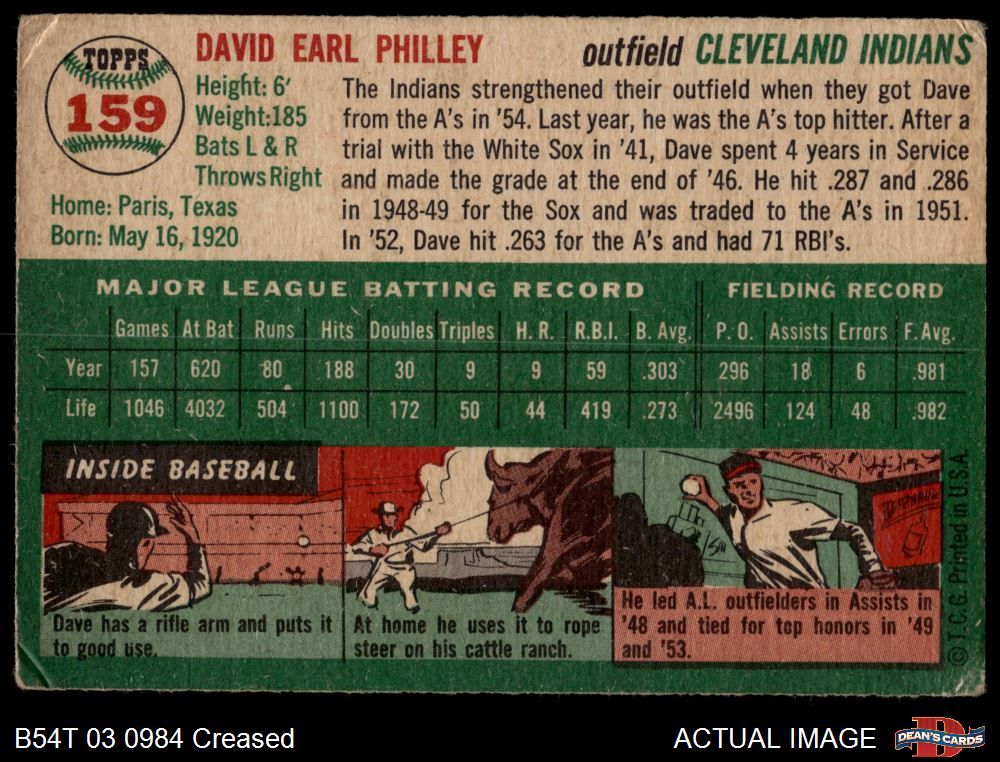 TOPPS
159
DAVID EARL PHILLEY
outfield CLEVELAND INDIANS
Height: 6'
Weight:185
Bats L & R
Throws Right
Home: Paris, Texas
Born: May 16, 1920
The Indians strengthened their outfield when they got Dave
from the A's in '54. Last year, he was the A's top hitter. After a
trial with the White Sox in '41, Dave spent 4 years in Service
and made the grade at the end of '46. He hit .287 and .286
in 1948-49 for the Sox and was traded to the A's in 1951.
In '52, Dave hit .263 for the A's and had 71 RBI's.
MAJOR LEAGUE BATTING RECORD FIELDING RECORD
Games At Bat Runs Hits Doubles Triples H. R. R.B.I. B. Avg. P. O. Assists Errors F. Avg.
Year 157 620 80 188 30 9 9 59 .303 296 18 6 .981
Life 1046 4032 504 1100 172 50 44 419 .273 2496 124 48 .982
INSIDE BASEBALL
Dave has a rifle arm and puts it
to good use.
At home he uses it to rope
steer on his cattle ranch.
He led A.L. outfielders in Assists in
'48 and tied for top honors in '49
and '53.
© T.C.G. Printed in U.S.A.
B54T 03 0984 Creased
ACTUAL IMAGE
DEAN'S CARDS